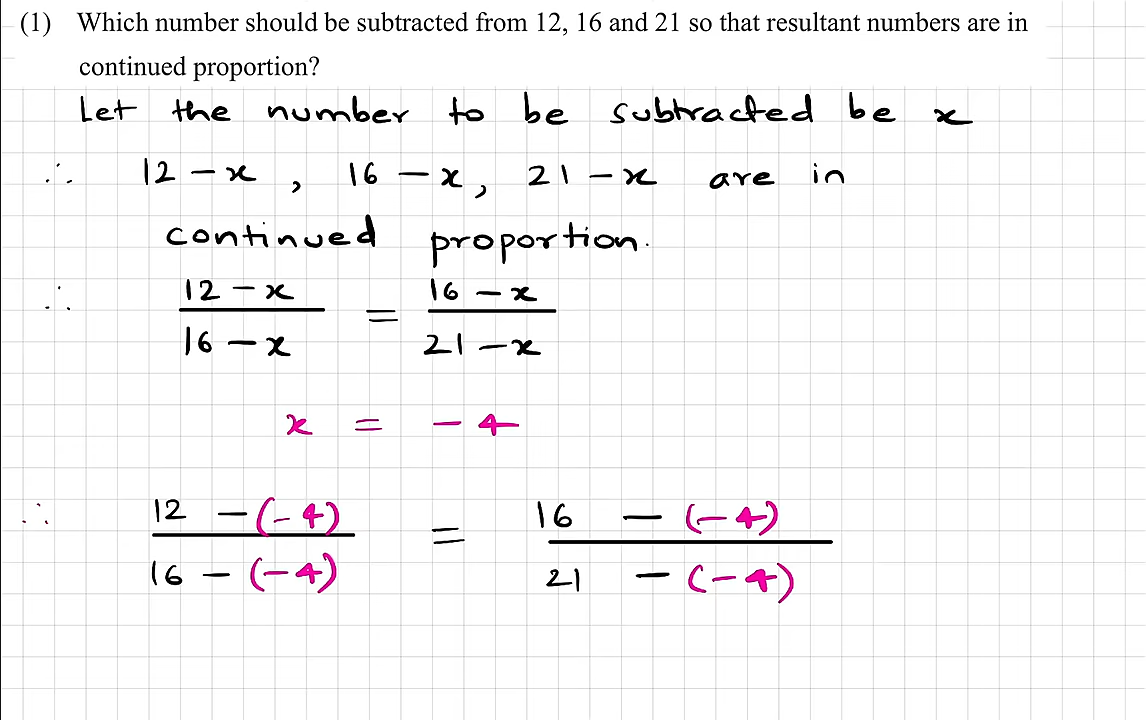 (1) Which number should be subtracted from 12, 16 and 21 so that resultant numbers are in
continued proportion?
Let the number to be subtracted be x
∴ 12 - x , 16 - x, 21 - x are in
continued proportion.
∴ 12 - x / 16 - x = 16 - x / 21 - x
x = -4
∴ 12 - (-4) / 16 - (-4) = 16 - (-4) / 21 - (-4)